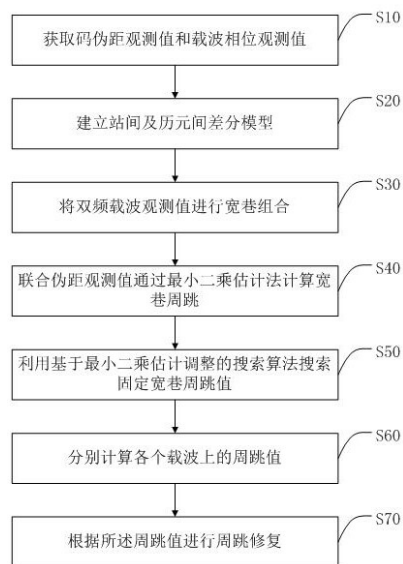 获取码伪距观测值和载波相位观测值
S10
建立站间及历元间差分模型
S20
将双频载波观测值进行宽巷组合
S30
联合伪距观测值通过最小二乘估计法计算宽
巷周跳
S40
利用基于最小二乘估计调整的搜索算法搜索
固定宽巷周跳值
S50
分别计算各个载波上的周跳值
S60
根据所述周跳值进行周跳修复
S70